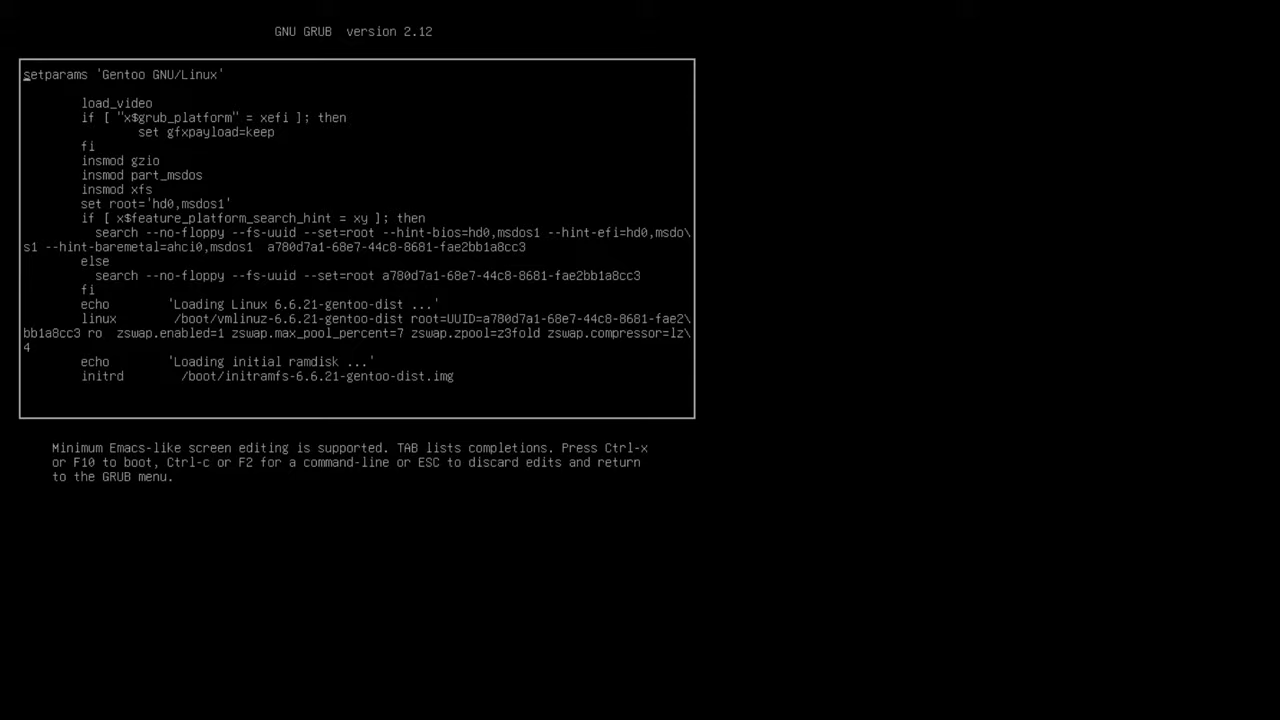 GNU GRUB  version 2.12
setparams 'Gentoo GNU/Linux'
load_video
if [ "x$grub_platform" = xefi ]; then
set gfxpayload=keep
fi
insmod gzio
insmod part_msdos
insmod xfs
set root='hd0,msdos1'
if [ x$feature_platform_search_hint = xy ]; then
search --no-floppy --fs-uuid --set=root --hint-bios=hd0,msdos1 --hint-efi=hd0,msdo\
s1 --hint-baremetal=ahci0,msdos1  a780d7a1-68e7-44c8-8681-fae2bb1a8cc3
else
search --no-floppy --fs-uuid --set=root a780d7a1-68e7-44c8-8681-fae2bb1a8cc3
fi
echo 'Loading Linux 6.6.21-gentoo-dist ...'
linux /boot/vmlinuz-6.6.21-gentoo-dist root=UUID=a780d7a1-68e7-44c8-8681-fae2\
bb1a8cc3 ro  zswap.enabled=1 zswap.max_pool_percent=7 zswap.zpool=z3fold zswap.compressor=lz\
4
echo 'Loading initial ramdisk ...'
initrd /boot/initramfs-6.6.21-gentoo-dist.img
Minimum Emacs-like screen editing is supported. TAB lists completions. Press Ctrl-x
or F10 to boot, Ctrl-c or F2 for a command-line or ESC to discard edits and return
to the GRUB menu.